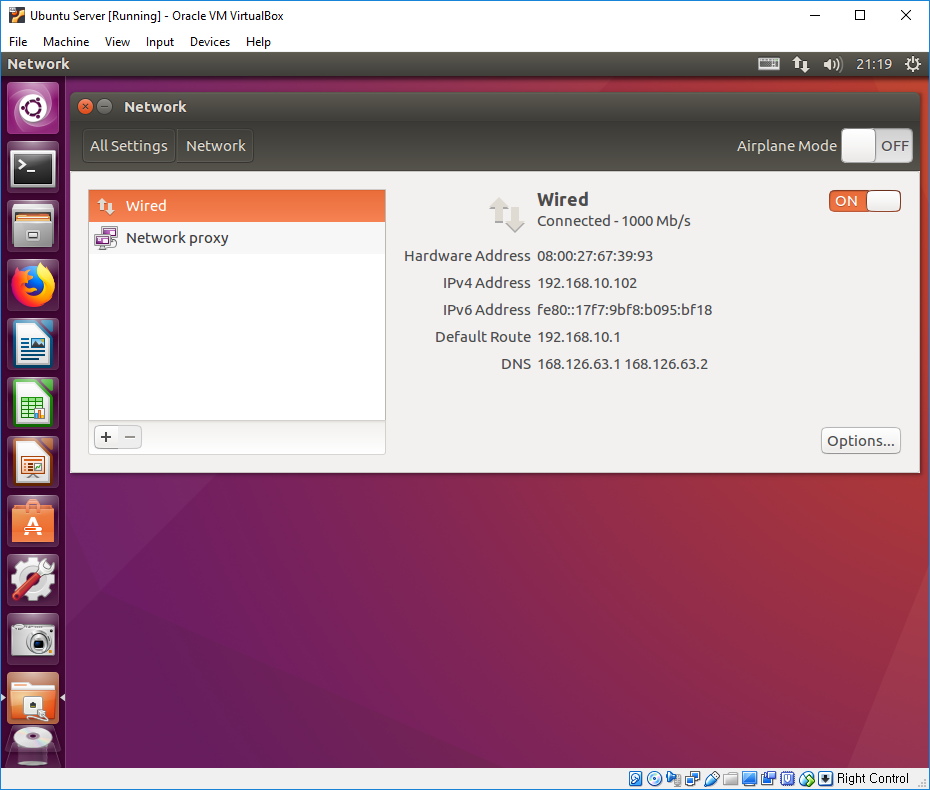 Ubuntu Server [Running] - Oracle VM VirtualBox
File Machine View Input Devices Help
Network 21:19
Network
All Settings Network Airplane Mode OFF
Wired
Network proxy
Wired ON
Connected - 1000 Mb/s
Hardware Address 08:00:27:67:39:93
IPv4 Address 192.168.10.102
IPv6 Address fe80::17f7:9bf8:b095:bf18
Default Route 192.168.10.1
DNS 168.126.63.1 168.126.63.2
+ −
Options...
Right Control